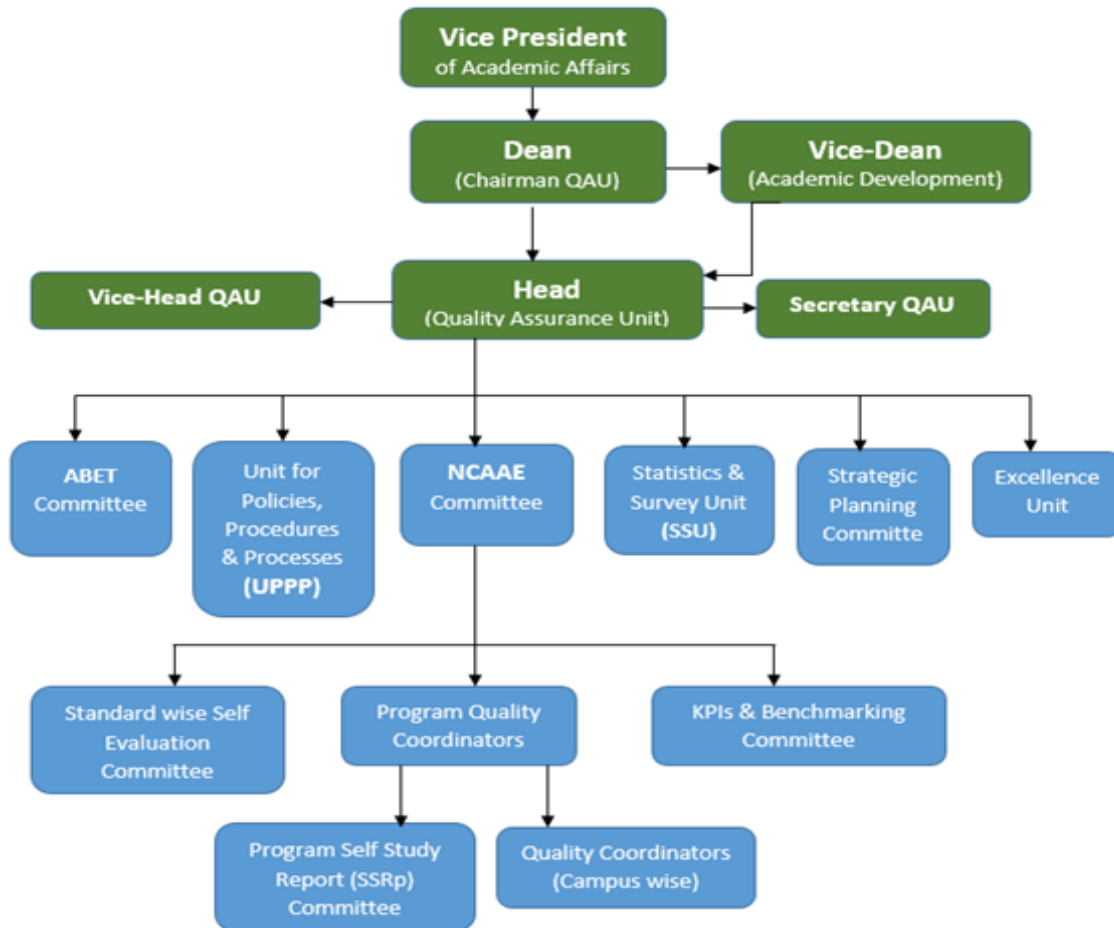 Vice President
of Academic Affairs
Dean
(Chairman QAU)
Vice-Dean
(Academic Development)
Vice-Head QAU
Head
(Quality Assurance Unit)
Secretary QAU
ABET
Committee
Unit for
Policies,
Procedures
& Processes
(UPPP)
NCAAE
Committee
Statistics &
Survey Unit
(SSU)
Strategic
Planning
Committe
Excellence
Unit
Standard wise Self
Evaluation
Committee
Program Quality
Coordinators
KPIs & Benchmarking
Committee
Program Self Study
Report (SSRp)
Committee
Quality Coordinators
(Campus wise)